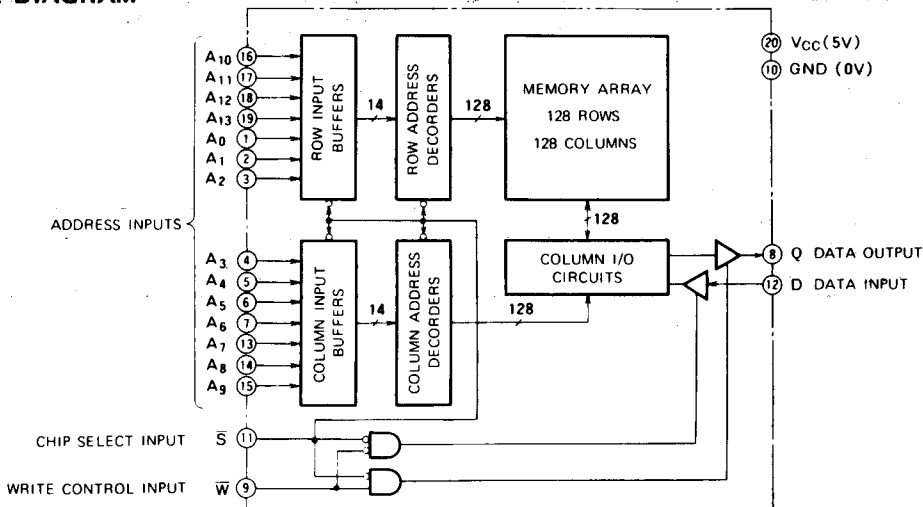 DIAGRAM
A10 16
A11 17
A12 18
A13 19
A0 1
A1 2
A2 3
ADDRESS INPUTS
A3 4
A4 5
A5 6
A6 7
A7 13
A8 14
A9 15
CHIP SELECT INPUT S̅ 11
WRITE CONTROL INPUT W̅ 9
ROW INPUT
BUFFERS
14
ROW ADDRESS
DECORDERS
128
MEMORY ARRAY
128 ROWS
128 COLUMNS
128
COLUMN INPUT
BUFFERS
14
COLUMN ADDRESS
DECORDERS
128
COLUMN I/O
CIRCUITS
20 VCC (5V)
10 GND (0V)
8 Q DATA OUTPUT
12 D DATA INPUT